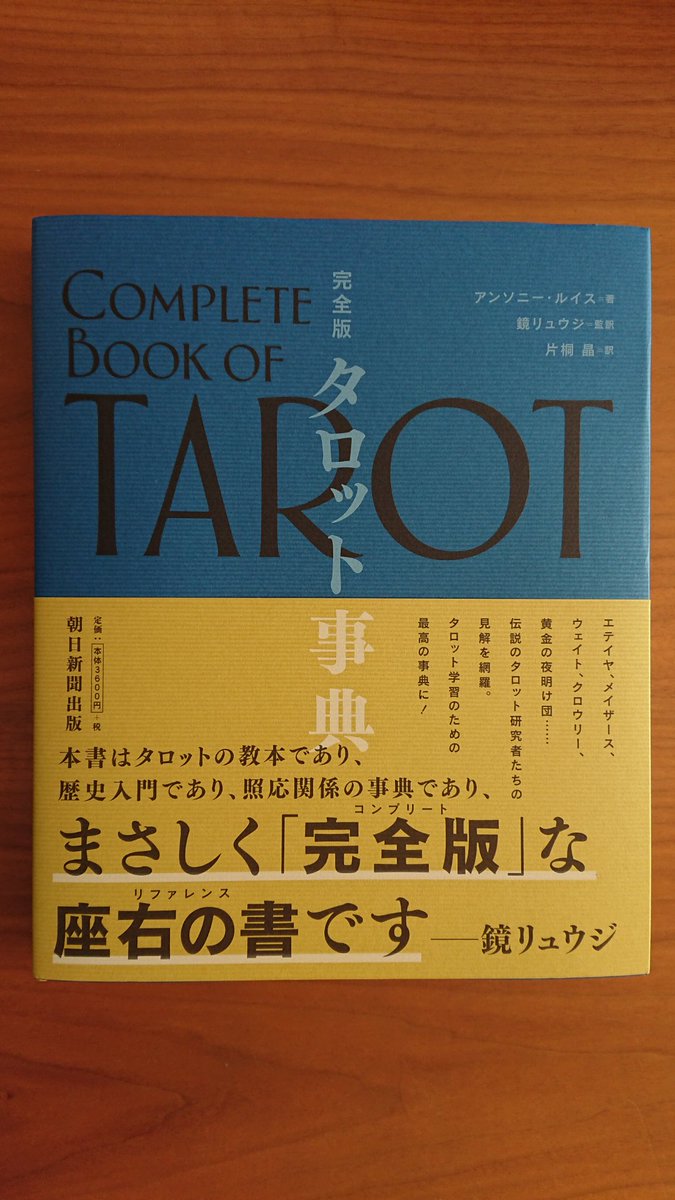 COMPLETE
BOOK OF
TAROT
完全版
タロット事典
アンソニー・ルイス=著
鏡リュウジ=監訳
片桐 晶=訳
エテイヤ、メイザース、
ウェイト、クロウリー、
黄金の夜明け団……
伝説のタロット研究者たちの
見解を網羅。
タロット学習のための
最高の事典に!
定価:本体3600円+税
朝日新聞出版
本書はタロットの教本であり、
歴史入門であり、照応関係の事典であり、
コンプリート
まさしく「完全版」な
リファレンス
座右の書です──鏡リュウジ